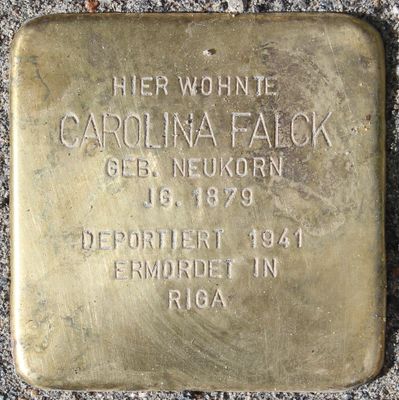 HIER WOHNTE
CAROLINA FALCK
GEB. NEUKORN
JG. 1879
DEPORTIERT 1941
ERMORDET IN
RIGA